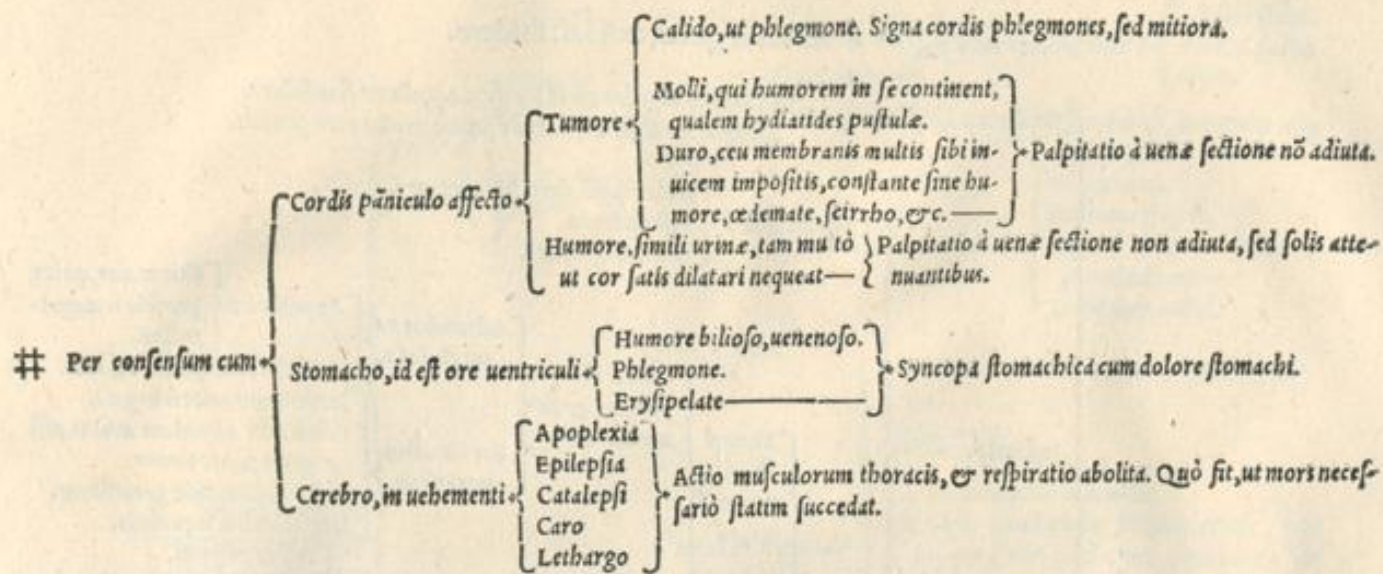 Calido, ut phlegmone. Signa cordis phlegmones, sed mitiora.
Molli, qui humorem in se continent,
qualem hydiatides pustulæ.
Tumore
Duro, ceu membranis multis sibi in-
uicem impositis, constante sine hu-
more, œdemate, scirrho, &c.
Palpitatio à uenæ sectione nõ adiuta.
Cordis pãniculo affecto
Humore, simili urinæ, tam mu tò
ut cor satis dilatari nequeat
Palpitatio à uenæ sectione non adiuta, sed solis atte-
nuantibus.
# Per consensum cum
Stomacho, id est ore uentriculi
Humore bilioso, uenenoso.
Phlegmone.
Erysipelate
Syncopa stomachica cum dolore stomachi.
Cerebro, in uehementi
Apoplexia
Epilepsia
Catalepsi
Caro
Lethargo
Actio musculorum thoracis, & respiratio abolita. Quò fit, ut mors neces-
sariò statim succedat.